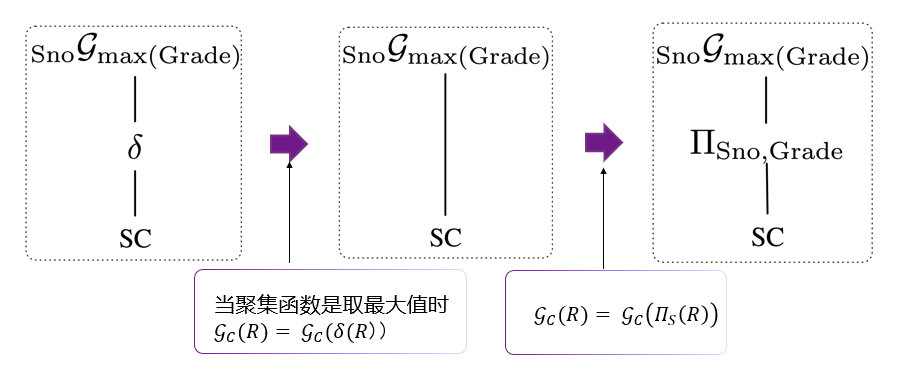 Sno𝒢max(Grade)
δ
SC
Sno𝒢max(Grade)
SC
Sno𝒢max(Grade)
ΠSno,Grade
SC
当聚集函数是取最大值时
𝒢C(R) = 𝒢C(δ(R))
𝒢C(R) = 𝒢C(ΠS(R))